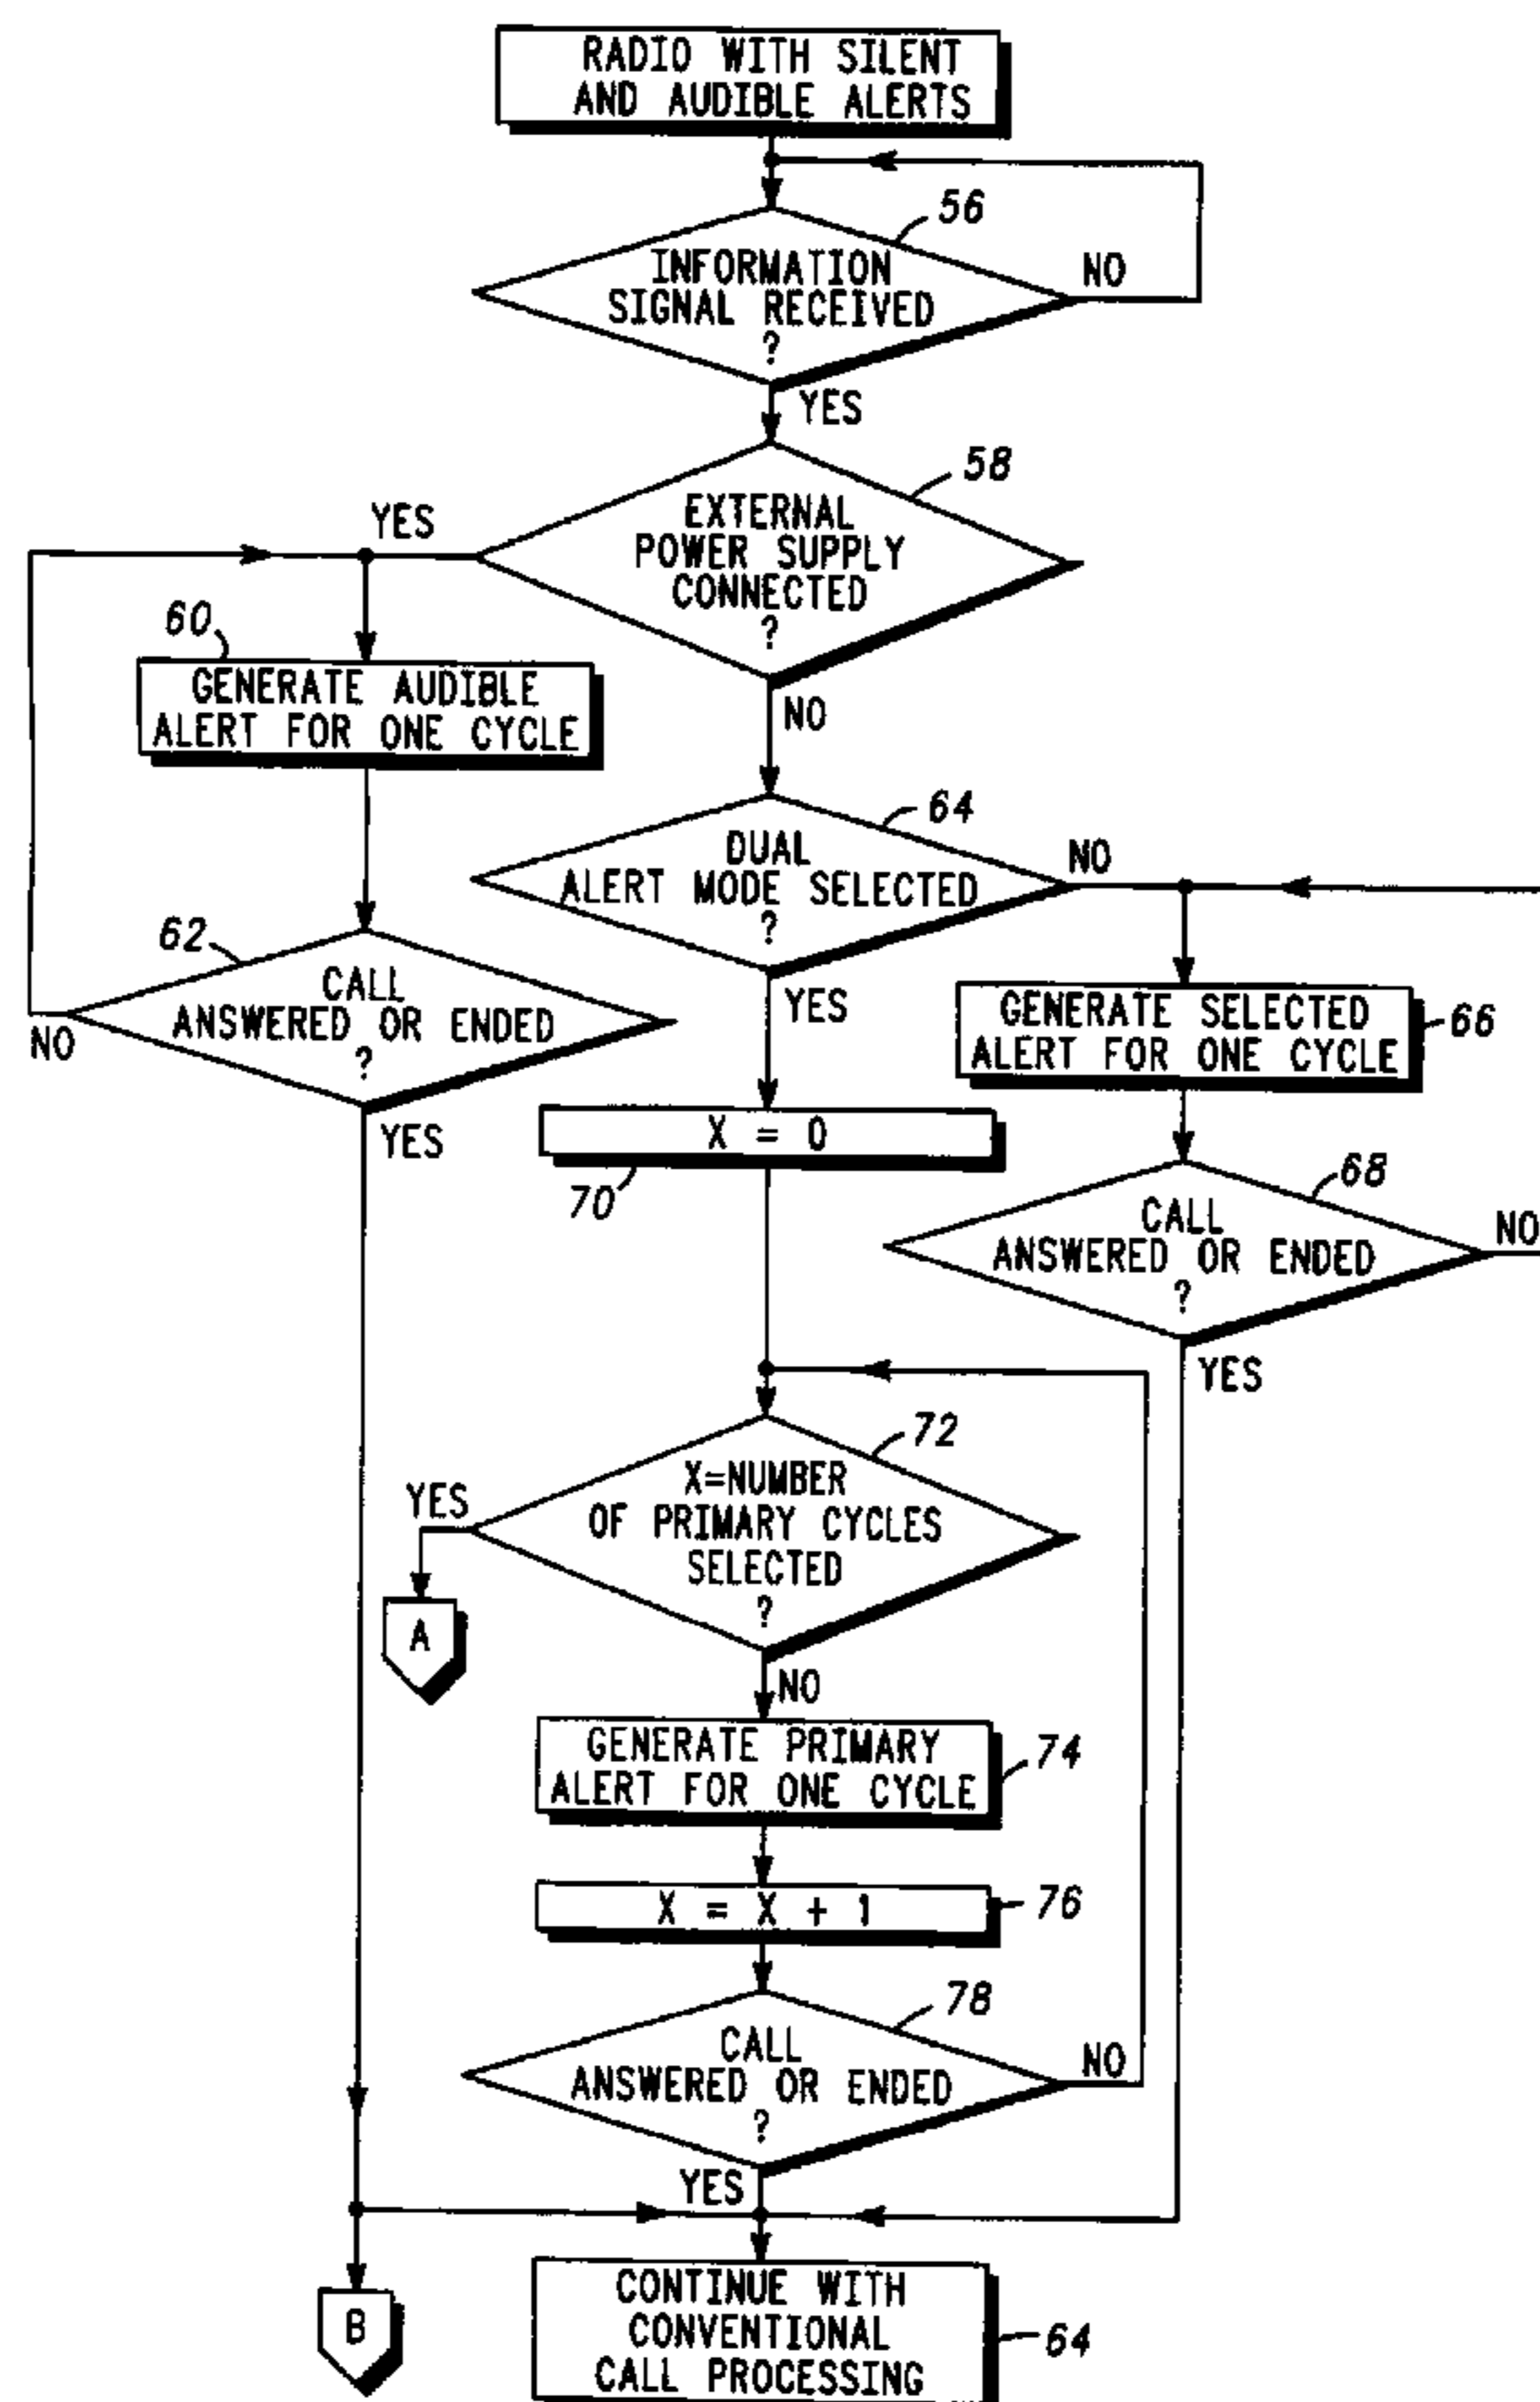 RADIO WITH SILENT
AND AUDIBLE ALERTS
56
INFORMATION
SIGNAL RECEIVED
?
NO
YES
58
EXTERNAL
POWER SUPPLY
CONNECTED
?
YES
NO
60
GENERATE AUDIBLE
ALERT FOR ONE CYCLE
62
CALL
ANSWERED OR ENDED
?
NO
YES
64
DUAL
ALERT MODE SELECTED
?
NO
YES
GENERATE SELECTED
ALERT FOR ONE CYCLE
66
X = 0
70
68
CALL
ANSWERED OR ENDED
?
NO
YES
72
X=NUMBER
OF PRIMARY CYCLES
SELECTED
?
YES
A
NO
GENERATE PRIMARY
ALERT FOR ONE CYCLE
74
X = X + 1
76
78
CALL
ANSWERED OR ENDED
?
NO
YES
B
CONTINUE WITH
CONVENTIONAL
CALL PROCESSING
64